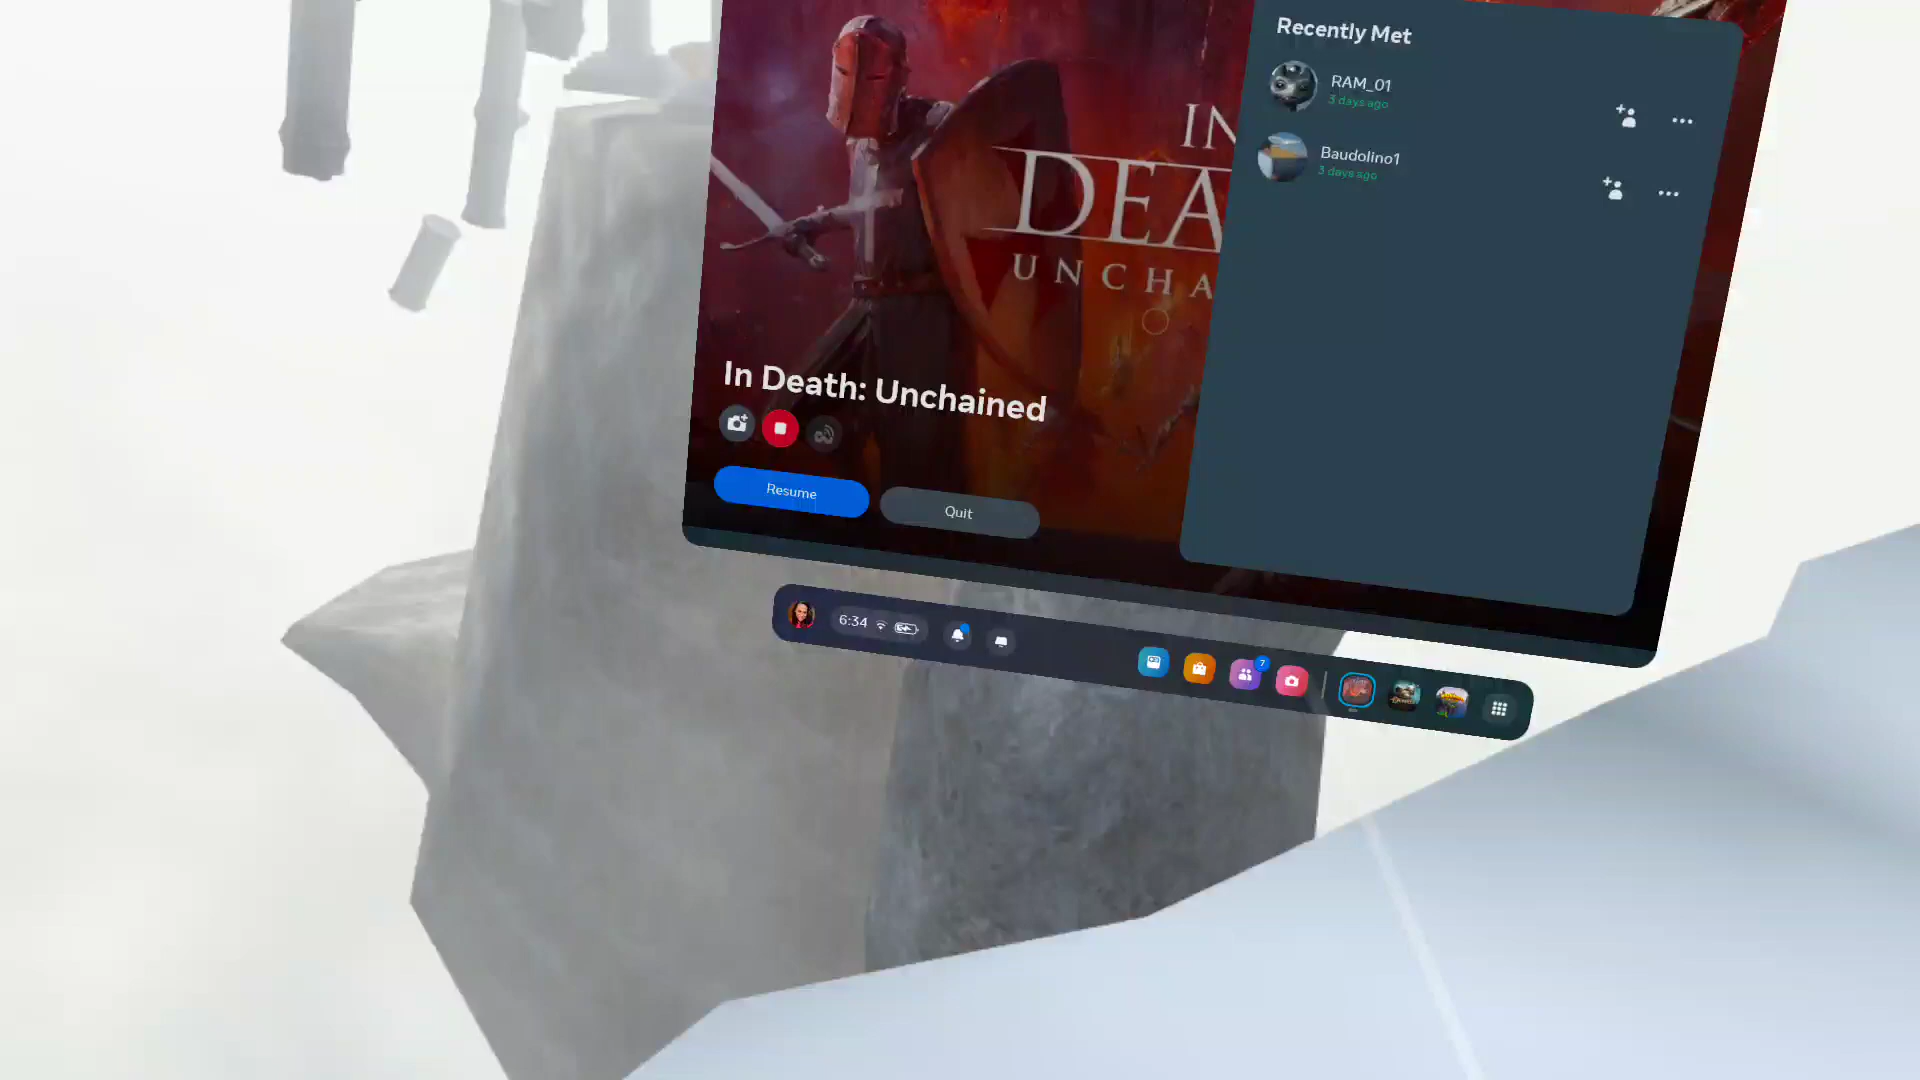 Recently Met
RAM_01
3 days ago
Baudolino1
3 days ago
IN
DEA
UNCHA
In Death: Unchained
Resume
Quit
6:34
7